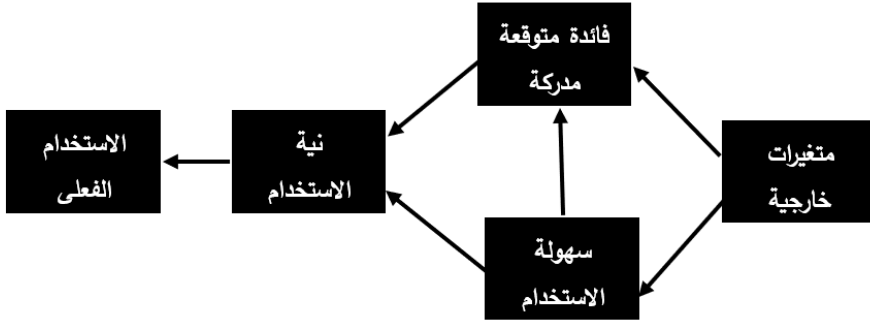 متغيرات
خارجية
فائدة متوقعة
مدركة
سهولة
الاستخدام
نية
الاستخدام
الاستخدام
الفعلى